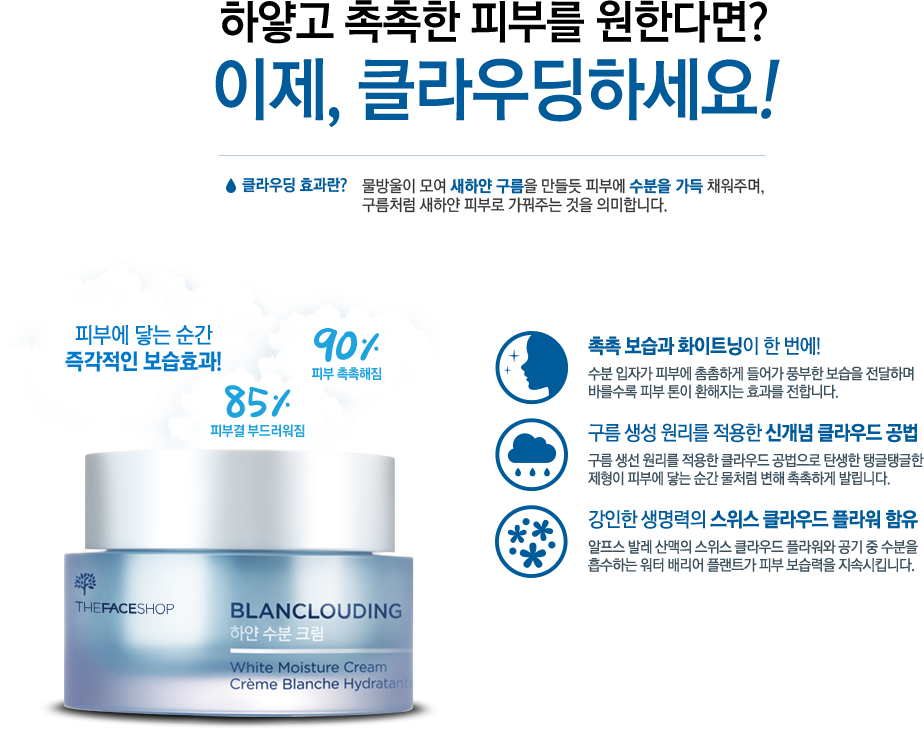 하얗고 촉촉한 피부를 원한다면?
이제, 클라우딩하세요!
클라우딩 효과란?
물방울이 모여 새하얀 구름을 만들듯 피부에 수분을 가득 채워주며,
구름처럼 새하얀 피부로 가꿔주는 것을 의미합니다.
피부에 닿는 순간
즉각적인 보습효과!
90%
피부 촉촉해짐
85%
피부결 부드러워짐
THEFACESHOP
BLANCLOUDING
하얀 수분 크림
White Moisture Cream
Crème Blanche Hydratante
촉촉 보습과 화이트닝이 한 번에!
수분 입자가 피부에 촘촘하게 들어가 풍부한 보습을 전달하며
바를수록 피부 톤이 환해지는 효과를 전합니다.
구름 생성 원리를 적용한 신개념 클라우드 공법
구름 생선 원리를 적용한 클라우드 공법으로 탄생한 탱글탱글한
제형이 피부에 닿는 순간 물처럼 변해 촉촉하게 발립니다.
강인한 생명력의 스위스 클라우드 플라워 함유
알프스 발레 산맥의 스위스 클라우드 플라워와 공기 중 수분을
흡수하는 워터 배리어 플랜트가 피부 보습력을 지속시킵니다.